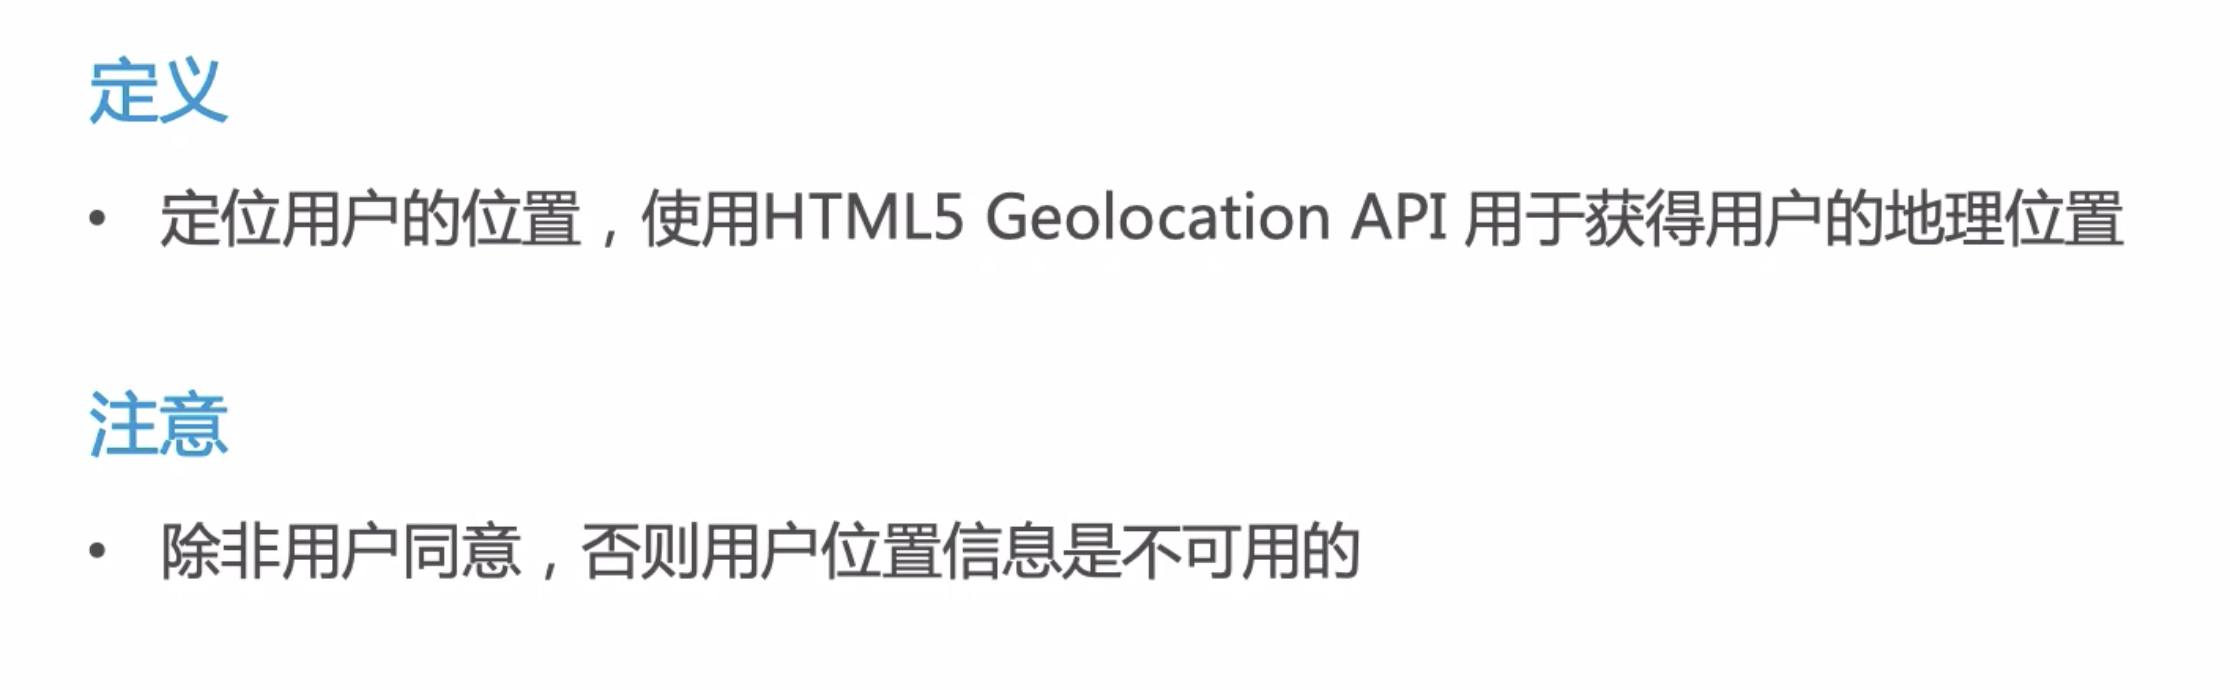 定义
• 定位用户的位置，使用HTML5 Geolocation API 用于获得用户的地理位置
注意
• 除非用户同意，否则用户位置信息是不可用的